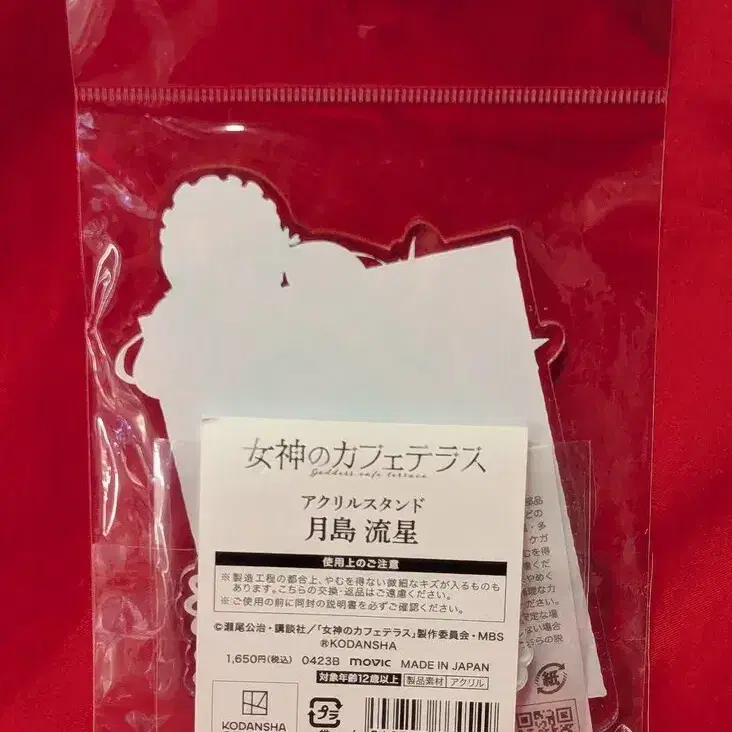 女神のカフェテラス
Goddess cafe terrace
アクリルスタンド
月島 流星
使用上のご注意
※製造工程の都合上、やむを得ない微細なキズが入るものも
あります。こちらの交換・返品はご遠慮ください。
※ご使用の前に同封の説明書を必ずご確認ください。
©瀬尾公治・講談社／「女神のカフェテラス」製作委員会・MBS
®KODANSHA
1,650円(税込) 0423B movic MADE IN JAPAN
対象年齢12歳以上 製品素材 アクリル
KODANSHA
プラ
紙